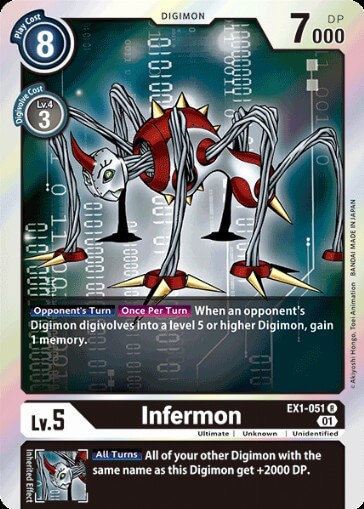 Play Cost
8
DIGIMON
7000 DP
Digivolve Cost
Lv.4
3
Opponent's Turn Once Per Turn When an opponent's
Digimon digivolves into a level 5 or higher Digimon, gain
1 memory.
© Akiyoshi Hongo, Toei Animation BANDAI MADE IN JAPAN
Lv.5
Infermon
EX1-051 R
01
Ultimate | Unknown | Unidentified
Inherited Effect
All Turns All of your other Digimon with the
same name as this Digimon get +2000 DP.